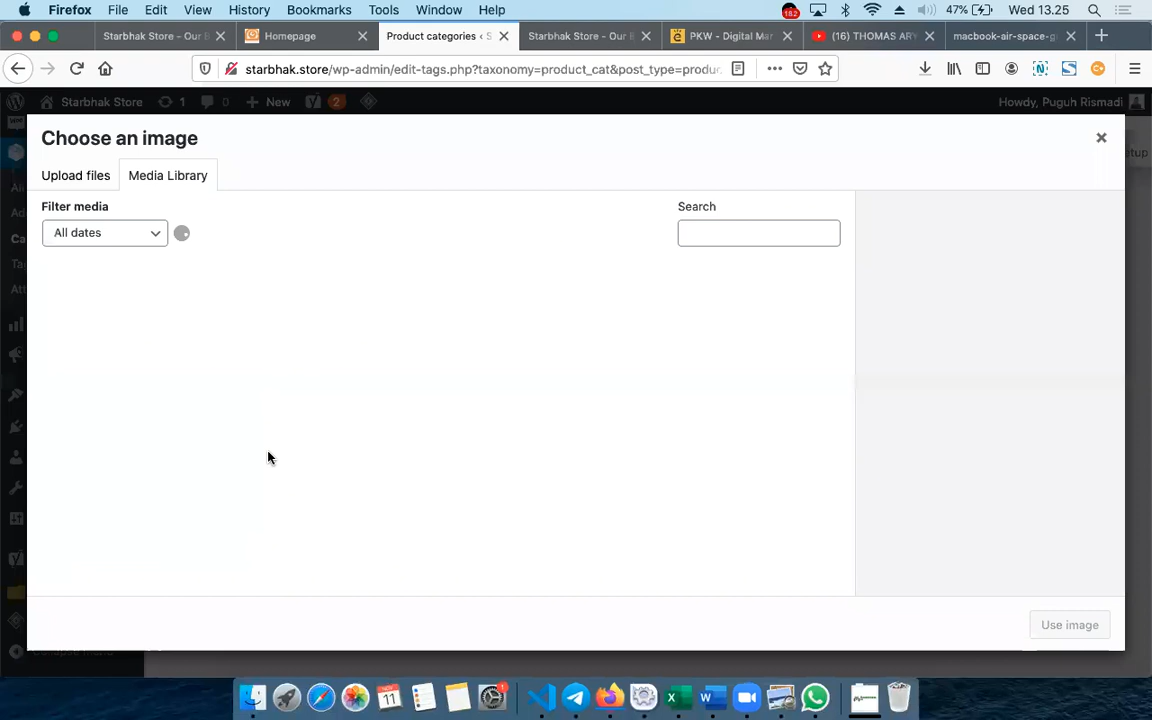 Firefox File Edit View History Bookmarks Tools Window Help 182 47% Wed 13.25
Starbhak Store – Our B
Homepage
Product categories ‹ S
Starbhak Store – Our B
PKW - Digital Mar
(16) THOMAS ARY
macbook-air-space-g
starbhak.store/wp-admin/edit-tags.php?taxonomy=product_cat&post_type=produc
Starbhak Store 1 0 New 2 Howdy, Puguh Rismadi
Choose an image
Upload files Media Library
Filter media Search
All dates
Use image
NOV
11
1